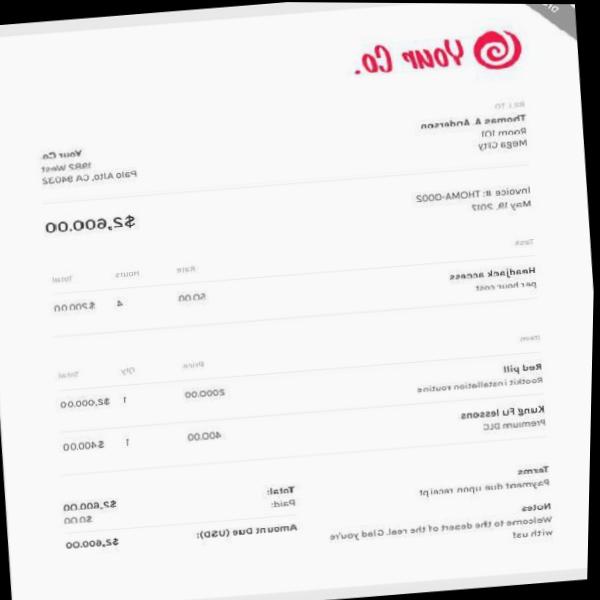 Your Co.
BILL TO
Thomas A. Anderson
Room 101
Mega City
Your Co.
1982 West
Palo Alto, CA 94032
Invoice #: THOMA-0002
May 19, 2017
$2,600.00
Task Rate Hours Total
Headjack access 50.00 4 $200.00
per hour cost
Item Price Qty Total
Red pill 2000.00 1 $2,000.00
Rootkit installation routine
Kung Fu lessons 400.00 1 $400.00
Premium DLC
Terms
Payment due upon receipt
Notes
Welcome to the desert of the real. Glad you're
with us!
Total: $2,600.00
Paid: $0.00
Amount Due (USD): $2,600.00